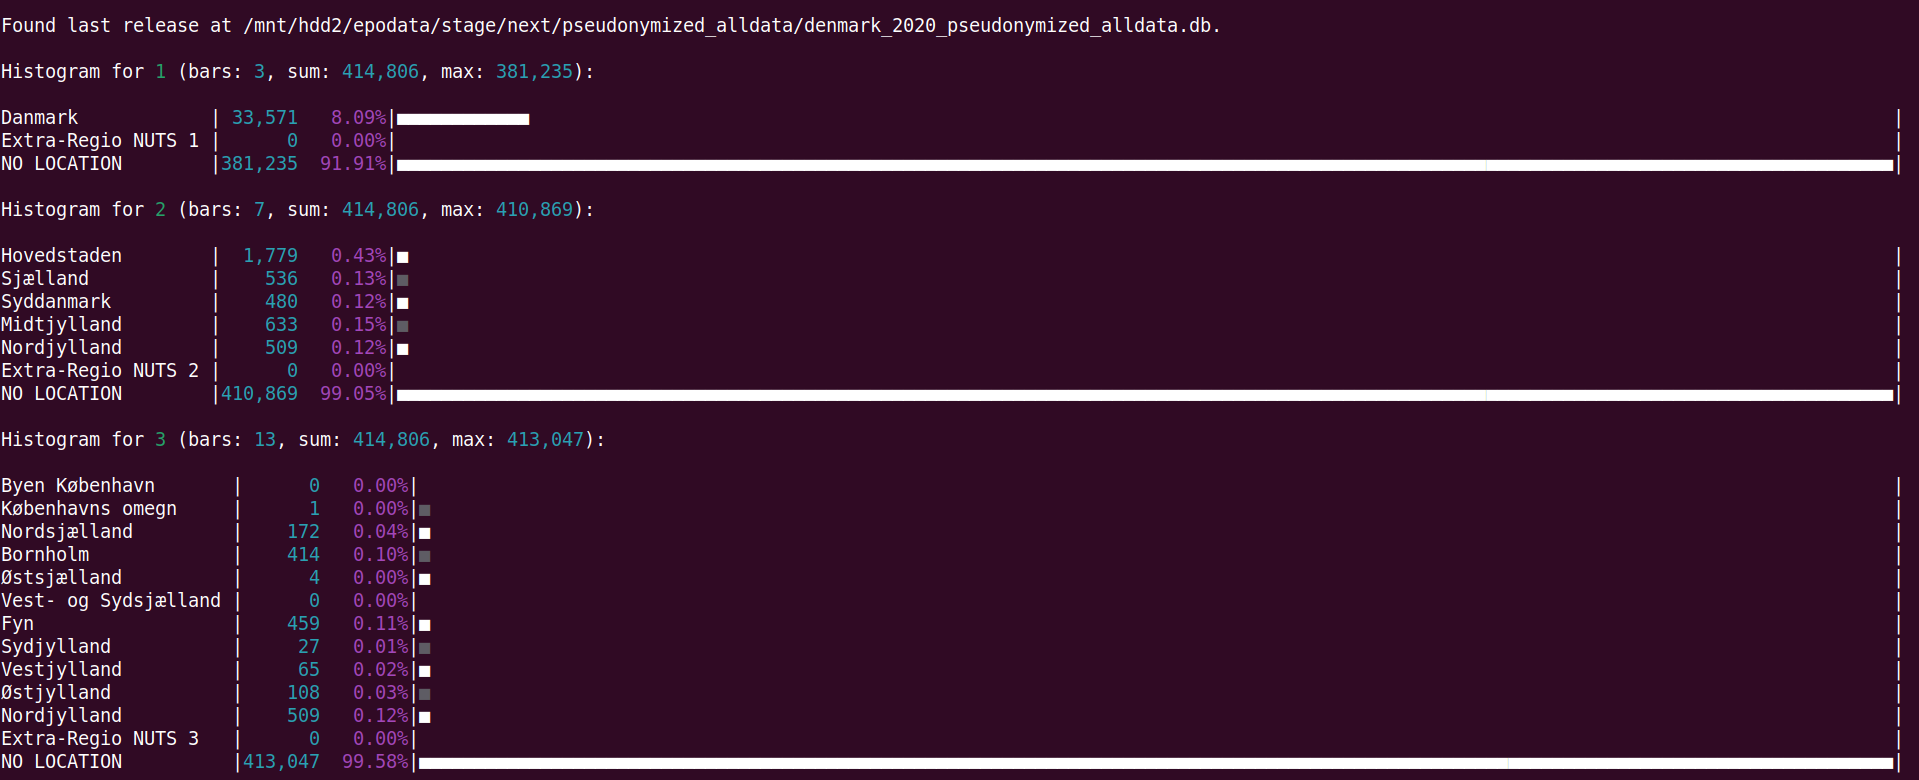 Found last release at /mnt/hdd2/epodata/stage/next/pseudonymized_alldata/denmark_2020_pseudonymized_alldata.db.
Histogram for 1 (bars: 3, sum: 414,806, max: 381,235):
Danmark | 33,571 8.09%| |
Extra-Regio NUTS 1 | 0 0.00%| |
NO LOCATION |381,235 91.91%| |
Histogram for 2 (bars: 7, sum: 414,806, max: 410,869):
Hovedstaden | 1,779 0.43%| |
Sjælland | 536 0.13%| |
Syddanmark | 480 0.12%| |
Midtjylland | 633 0.15%| |
Nordjylland | 509 0.12%| |
Extra-Regio NUTS 2 | 0 0.00%| |
NO LOCATION |410,869 99.05%| |
Histogram for 3 (bars: 13, sum: 414,806, max: 413,047):
Byen København | 0 0.00%| |
Københavns omegn | 1 0.00%| |
Nordsjælland | 172 0.04%| |
Bornholm | 414 0.10%| |
Østsjælland | 4 0.00%| |
Vest- og Sydsjælland | 0 0.00%| |
Fyn | 459 0.11%| |
Sydjylland | 27 0.01%| |
Vestjylland | 65 0.02%| |
Østjylland | 108 0.03%| |
Nordjylland | 509 0.12%| |
Extra-Regio NUTS 3 | 0 0.00%| |
NO LOCATION |413,047 99.58%| |